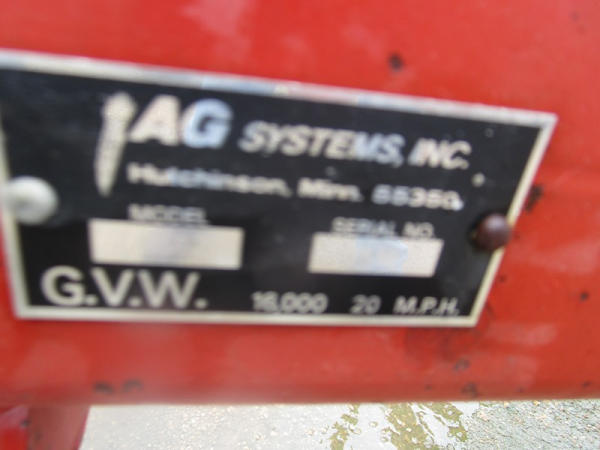 AG SYSTEMS, INC.
Hutchinson, Minn. 55350
MODEL SERIAL NO.
G.V.W. 16,000 20 M.P.H.